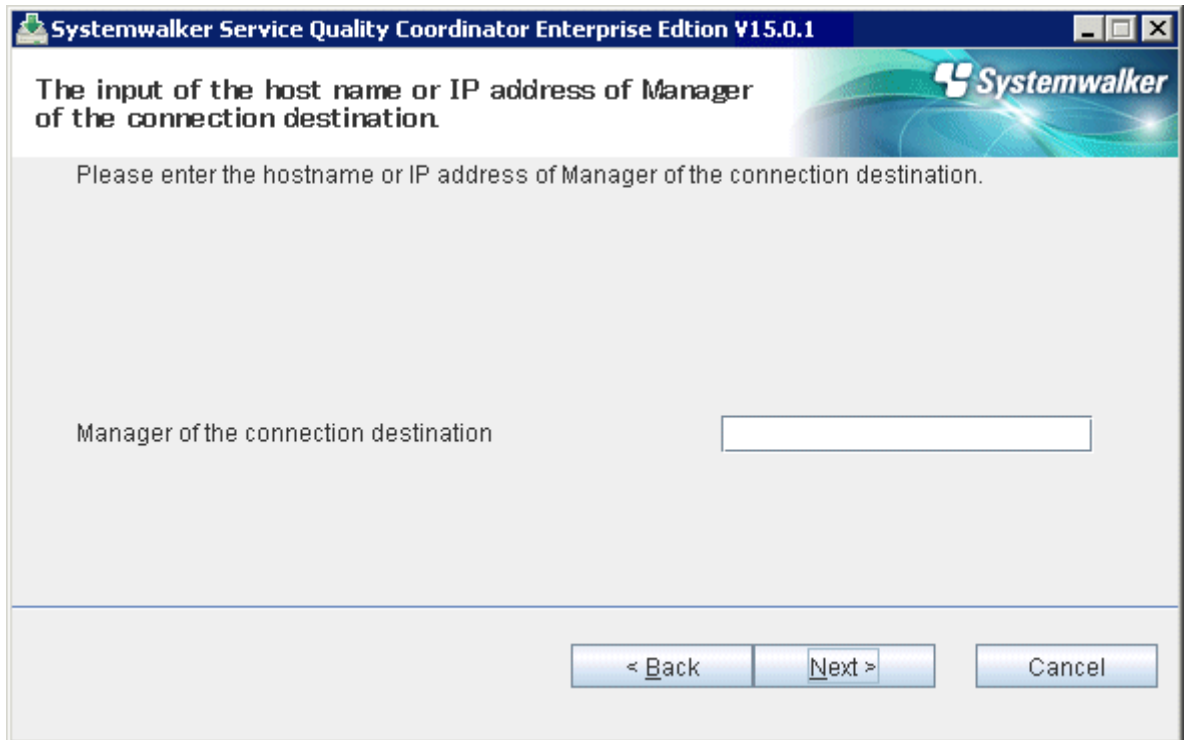 Systemwalker Service Quality Coordinator Enterprise Edtion V15.0.1
The input of the host name or IP address of Manager
of the connection destination.
Systemwalker
Please enter the hostname or IP address of Manager of the connection destination.
Manager of the connection destination
< Back
Next >
Cancel